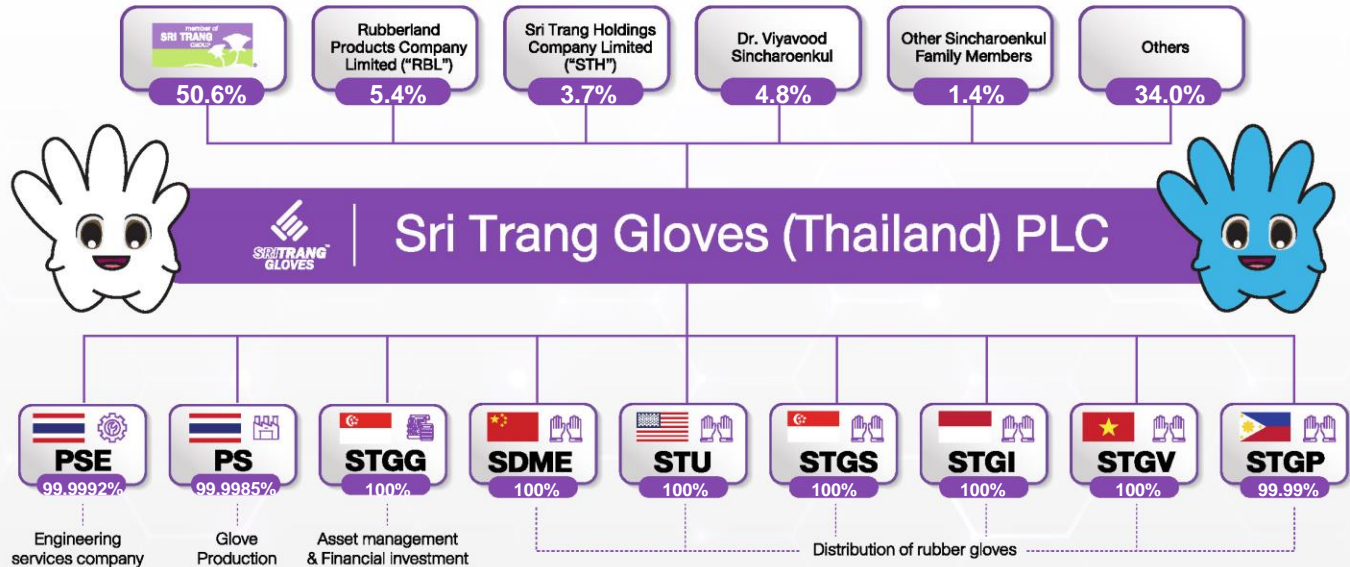 member of
SRI TRANG
GROUP
50.6%
Rubberland
Products Company
Limited (“RBL”)
5.4%
Sri Trang Holdings
Company Limited
(“STH”)
3.7%
Dr. Viyavood
Sincharoenkul
4.8%
Other Sincharoenkul
Family Members
1.4%
Others
34.0%
SRITRANG™
GLOVES
Sri Trang Gloves (Thailand) PLC
PSE
99.9992%
Engineering
services company
PS
99.9985%
Glove
Production
STGG
100%
Asset management
& Financial investment
SDME
100%
STU
100%
STGS
100%
STGI
100%
STGV
100%
STGP
99.99%
Distribution of rubber gloves